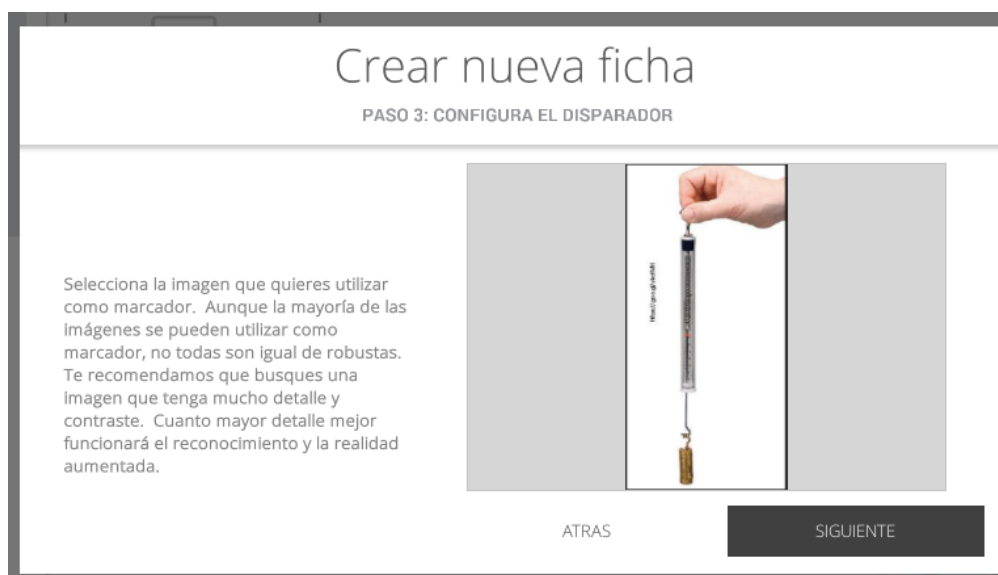 Crear nueva ficha
PASO 3: CONFIGURA EL DISPARADOR
Selecciona la imagen que quieres utilizar
como marcador. Aunque la mayoría de las
imágenes se pueden utilizar como
marcador, no todas son igual de robustas.
Te recomendamos que busques una
imagen que tenga mucho detalle y
contraste. Cuanto mayor detalle mejor
funcionará el reconocimiento y la realidad
aumentada.
ATRAS
SIGUIENTE